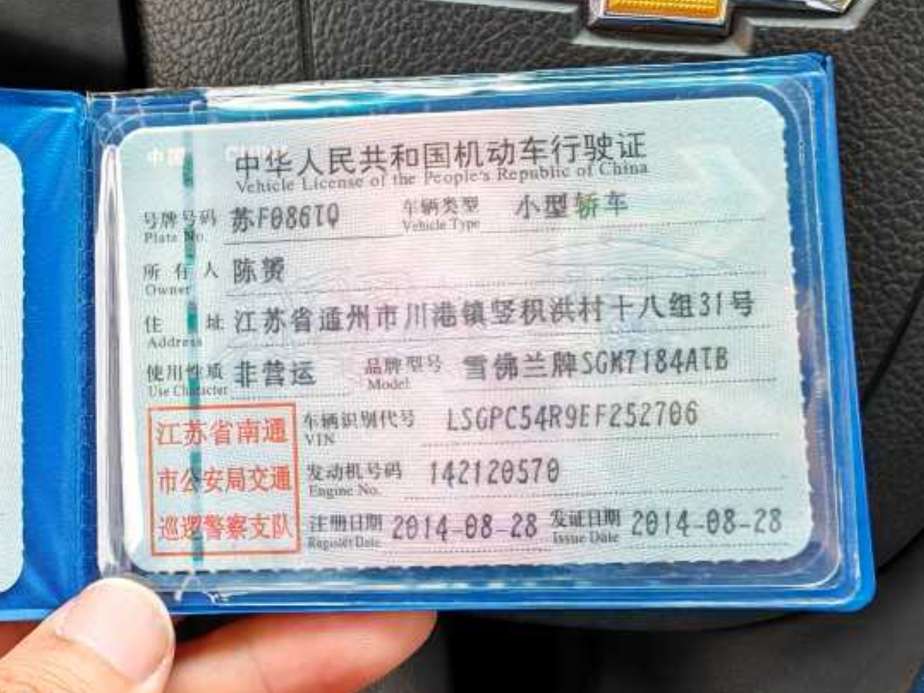 中华人民共和国机动车行驶证
Vehicle License of the People's Republic of China
号牌号码 苏F086TQ 车辆类型 小型轿车
Plate No. Vehicle Type
所有人 陈赟
Owner
住址 江苏省通州市川港镇竖积洪村十八组31号
Address
使用性质 非营运 品牌型号 雪佛兰牌SGM7184ATB
Use Character Model
江苏省南通
市公安局交通
巡逻警察支队
车辆识别代号 LSGPC54R9EF252706
VIN
发动机号码 142120570
Engine No.
注册日期 2014-08-28 发证日期 2014-08-28
Register Date Issue Date